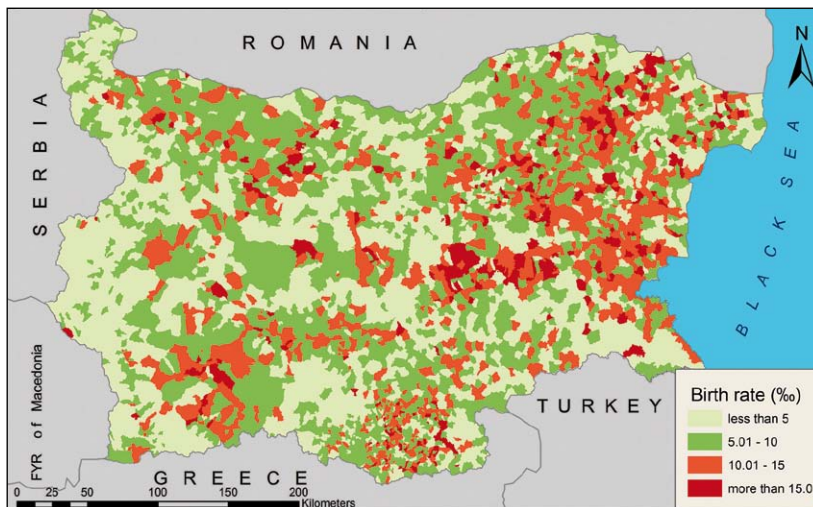 ROMANIA
N
SERBIA
BLACK SEA
FYR of Macedonia
TURKEY
GREECE
0 25 50 100 150 200
Kilometers
Birth rate (‰)
less than 5
5.01 - 10
10.01 - 15
more than 15.0